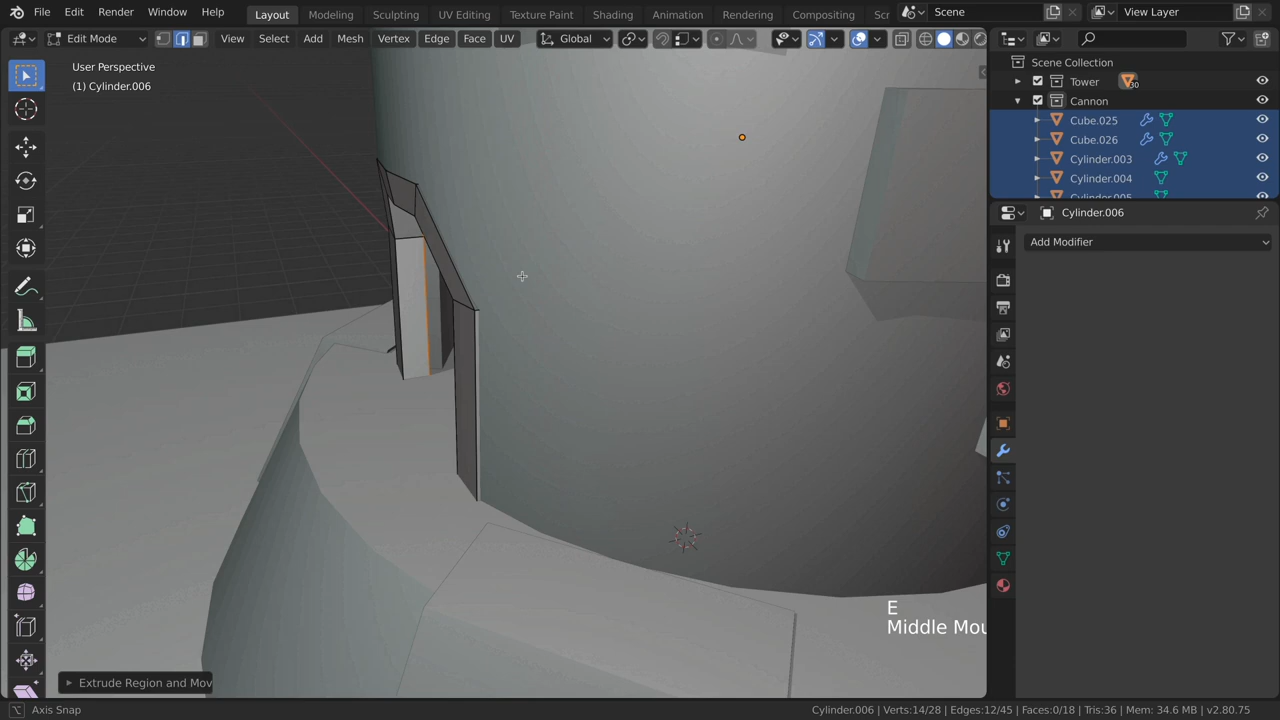 File Edit Render Window Help Layout Modeling Sculpting UV Editing Texture Paint Shading Animation Rendering Compositing Scr Scene View Layer
Edit Mode View Select Add Mesh Vertex Edge Face UV Global
User Perspective
(1) Cylinder.006
Scene Collection
Tower 30
Cannon
Cube.025
Cube.026
Cylinder.003
Cylinder.004
Cylinder.006
Add Modifier
E
Middle Mou
Extrude Region and Mov
Axis Snap
Cylinder.006 | Verts:14/28 | Edges:12/45 | Faces:0/18 | Tris:36 | Mem: 34.6 MB | v2.80.75